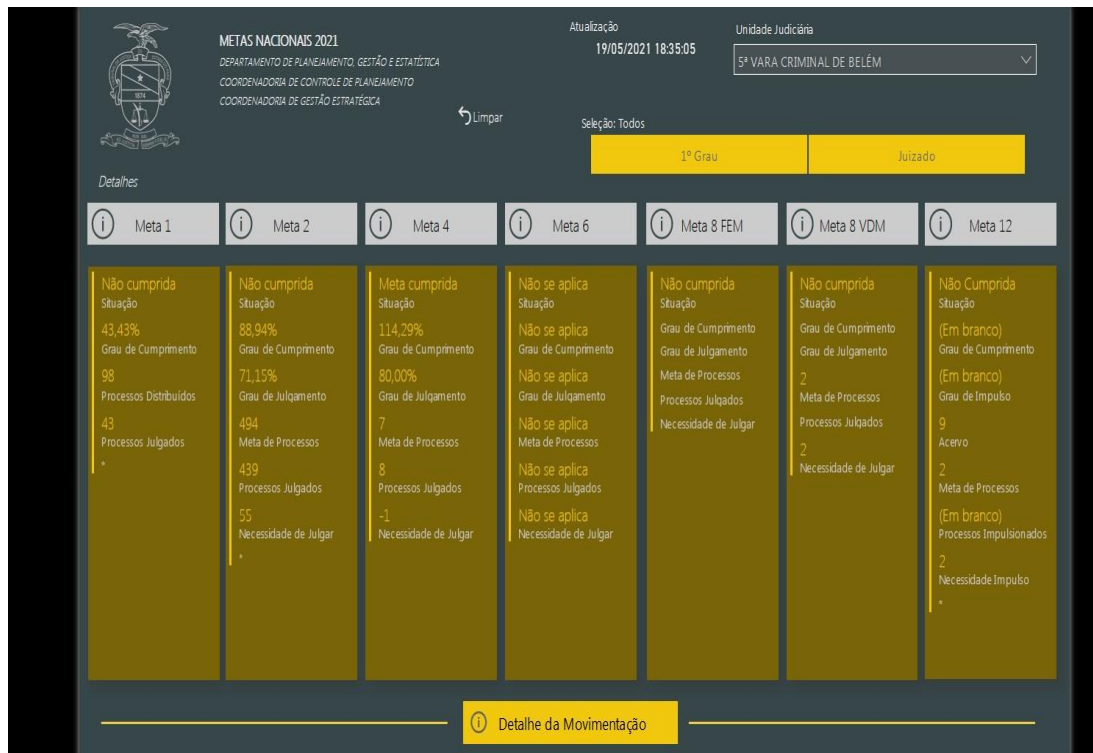 METAS NACIONAIS 2021
DEPARTAMENTO DE PLANEJAMENTO, GESTÃO E ESTATÍSTICA
COORDENADORIA DE CONTROLE DE PLANEJAMENTO
COORDENADORIA DE GESTÃO ESTRATÉGICA
Limpar
Atualização
19/05/2021 18:35:05
Unidade Judiciária
5ª VARA CRIMINAL DE BELÉM
Seleção: Todos
1º Grau
Juizado
1874
Detalhes
Meta 1
Meta 2
Meta 4
Meta 6
Meta 8 FEM
Meta 8 VDM
Meta 12
Não cumprida
Situação
43,43%
Grau de Cumprimento
98
Processos Distribuídos
43
Processos Julgados
*
Não cumprida
Situação
88,94%
Grau de Cumprimento
71,15%
Grau de Julgamento
494
Meta de Processos
439
Processos Julgados
55
Necessidade de Julgar
*
Meta cumprida
Situação
114,29%
Grau de Cumprimento
80,00%
Grau de Julgamento
7
Meta de Processos
8
Processos Julgados
-1
Necessidade de Julgar
Não se aplica
Situação
Não se aplica
Grau de Cumprimento
Não se aplica
Grau de Julgamento
Não se aplica
Meta de Processos
Não se aplica
Processos Julgados
Não se aplica
Necessidade de Julgar
Não cumprida
Situação
Grau de Cumprimento
Grau de Julgamento
Meta de Processos
Processos Julgados
Necessidade de Julgar
Não cumprida
Situação
Grau de Cumprimento
Grau de Julgamento
2
Meta de Processos
Processos Julgados
2
Necessidade de Julgar
Não Cumprida
Situação
(Em branco)
Grau de Cumprimento
(Em branco)
Grau de Impulso
9
Acervo
2
Meta de Processos
(Em branco)
Processos Impulsionados
2
Necessidade Impulso
*
Detalhe da Movimentação